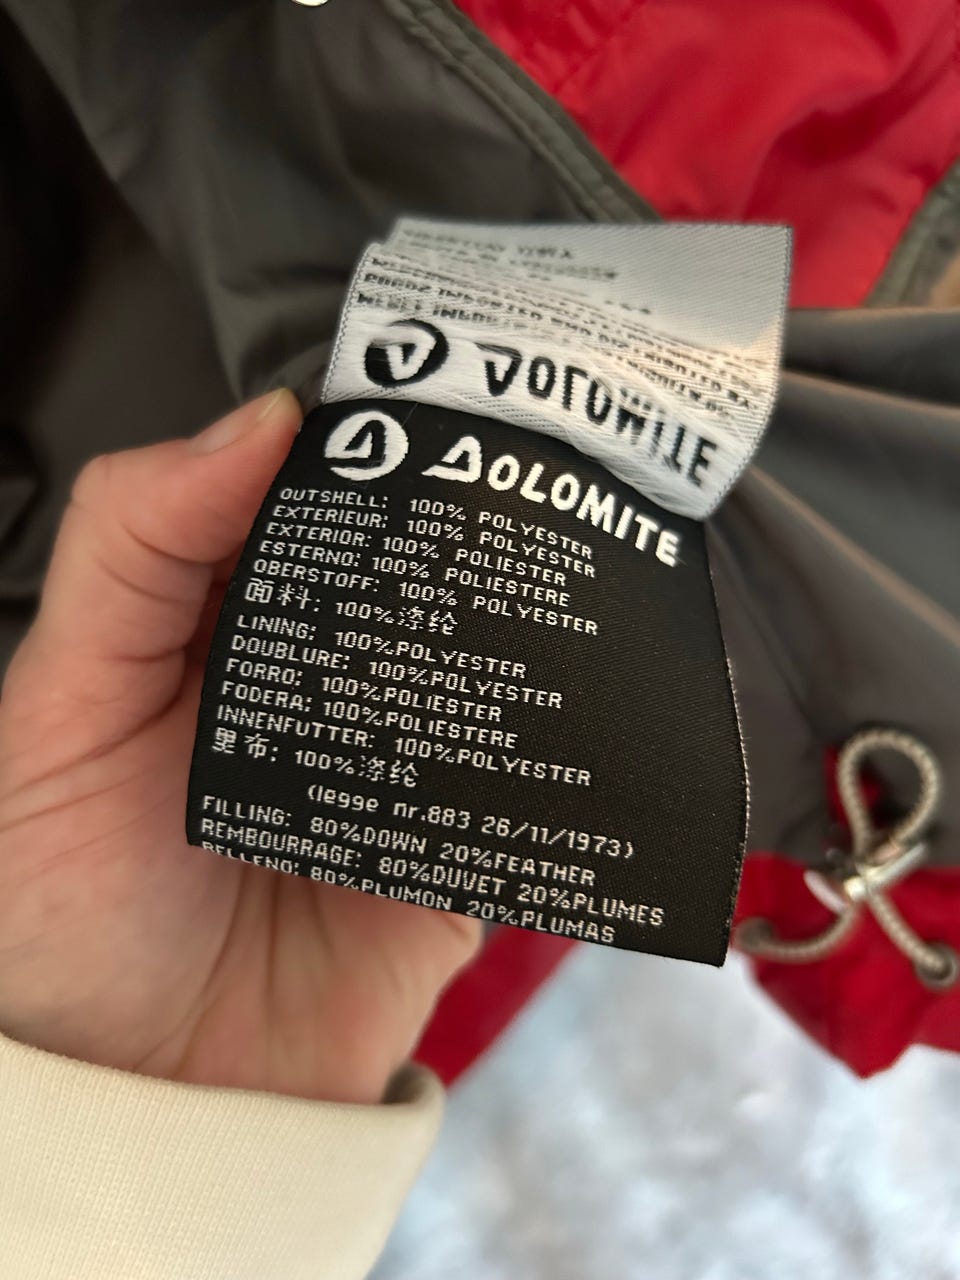 DOLOMITE
DOLOMITE
OUTSHELL: 100% POLYESTER
EXTERIEUR: 100% POLYESTER
EXTERIOR: 100% POLIESTER
ESTERNO: 100% POLIESTERE
OBERSTOFF: 100% POLYESTER
面料: 100%涤纶
LINING: 100%POLYESTER
DOUBLURE: 100%POLYESTER
FORRO: 100%POLIESTER
FODERA: 100%POLIESTERE
INNENFUTTER: 100%POLYESTER
里布: 100%涤纶
(legge nr.883 26/11/1973)
FILLING: 80%DOWN 20%FEATHER
REMBOURRAGE: 80%DUVET 20%PLUMES
RELLENO: 80%PLUMON 20%PLUMAS